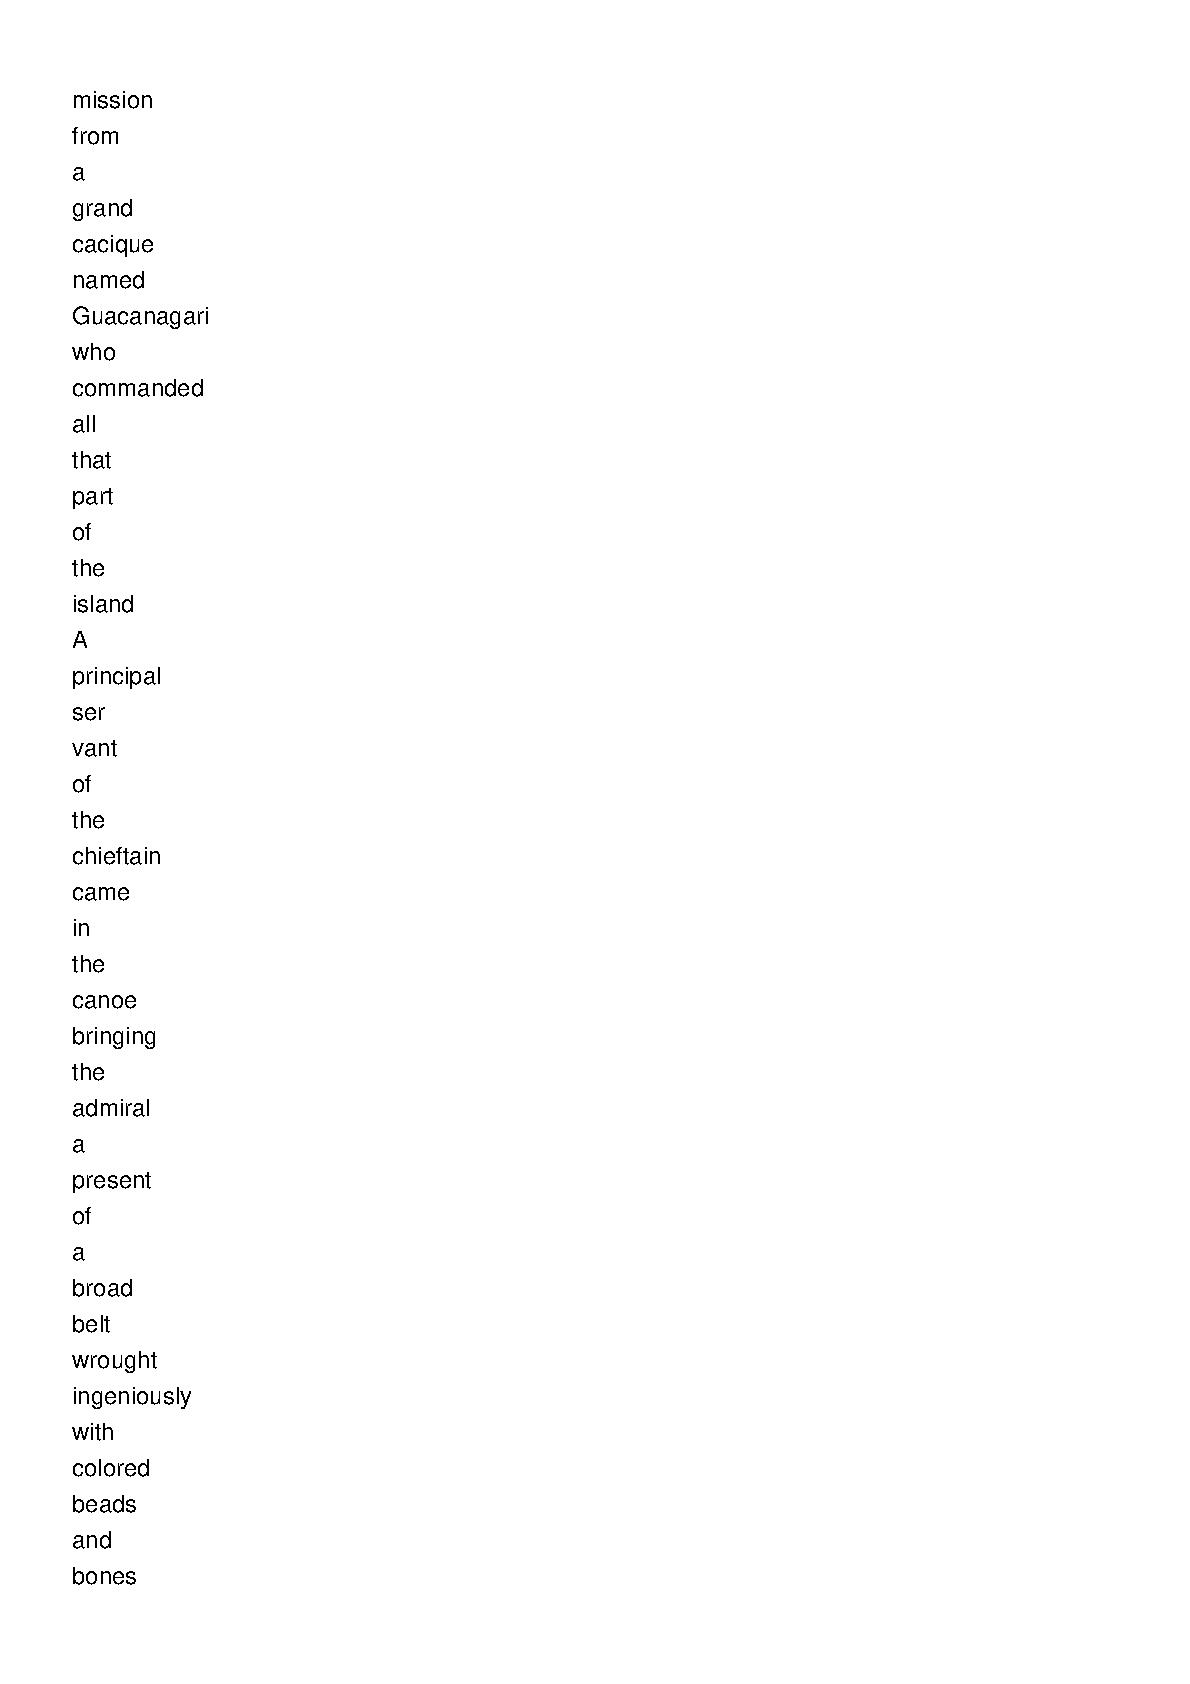 mission
from
a
grand
cacique
named
Guacanagari
who
commanded
all
that
part
of
the
island
A
principal
ser
vant
of
the
chieftain
came
in
the
canoe
bringing
the
admiral
a
present
of
a
broad
belt
wrought
ingeniously
with
colored
beads
and
bones